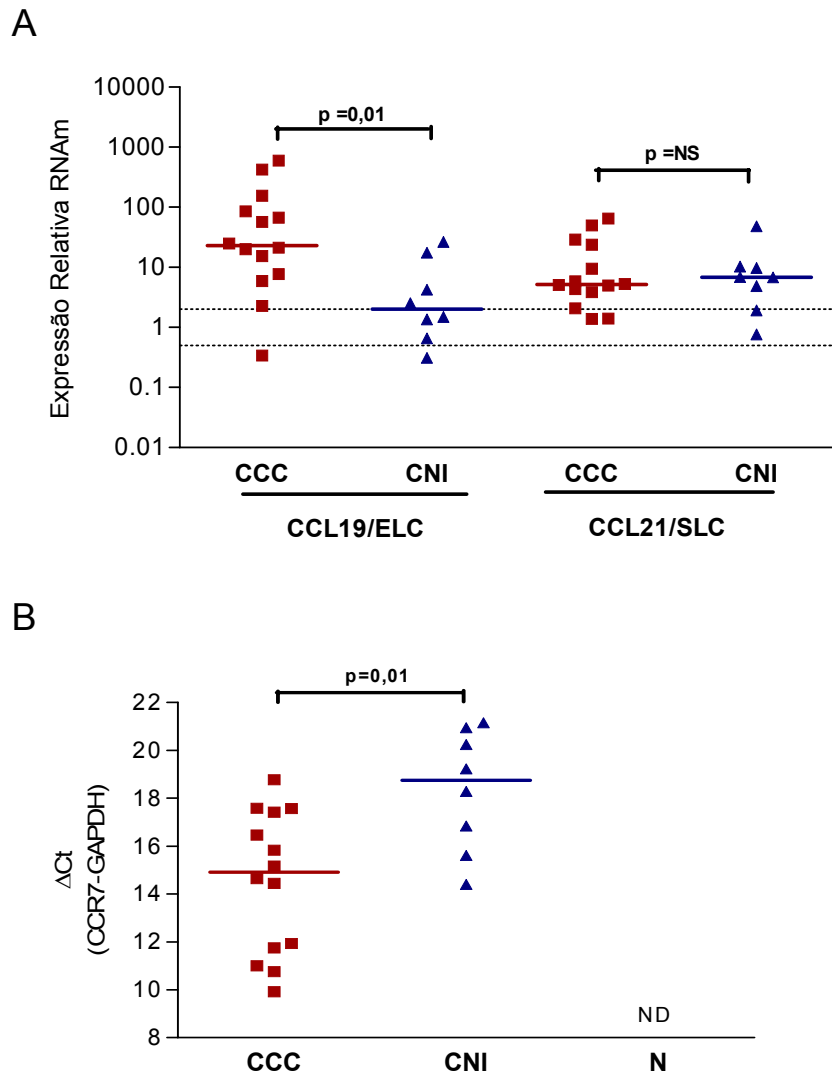 A
Expressão Relativa RNAm
10000
1000
100
10
1
0.1
0.01
p =0,01
p =NS
CCC
CNI
CCC
CNI
CCL19/ELC
CCL21/SLC
B
ΔCt
(CCR7-GAPDH)
22
20
18
16
14
12
10
8
p=0,01
ND
CCC
CNI
N